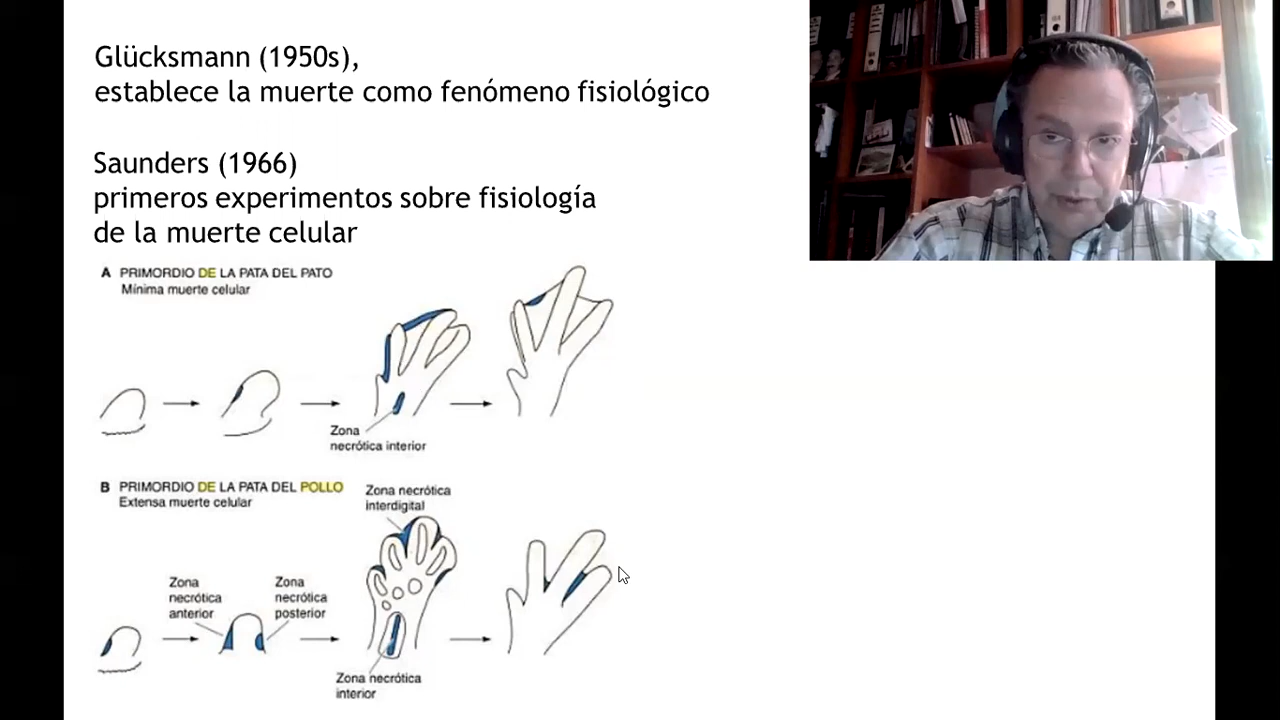 Glücksmann (1950s),
establece la muerte como fenómeno fisiológico
Saunders (1966)
primeros experimentos sobre fisiología
de la muerte celular
A PRIMORDIO DE LA PATA DEL PATO
Mínima muerte celular
Zona
necrótica interior
B PRIMORDIO DE LA PATA DEL POLLO
Extensa muerte celular
Zona necrótica
interdigital
Zona
necrótica
anterior
Zona
necrótica
posterior
Zona necrótica
interior